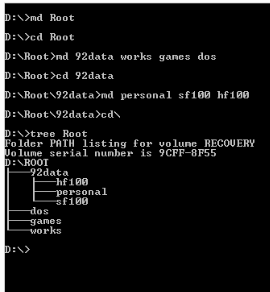 D:\>md Root
D:\>cd Root
D:\Root>md 92data works games dos
D:\Root>cd 92data
D:\Root\92data>md personal sf100 hf100
D:\Root\92data>cd\
D:\>tree Root
Folder PATH listing for volume RECOVERY
Volume serial number is 9CFF-8F55
D:\ROOT
├───92data
│   ├───hf100
│   ├───personal
│   └───sf100
├───dos
├───games
└───works
D:\>